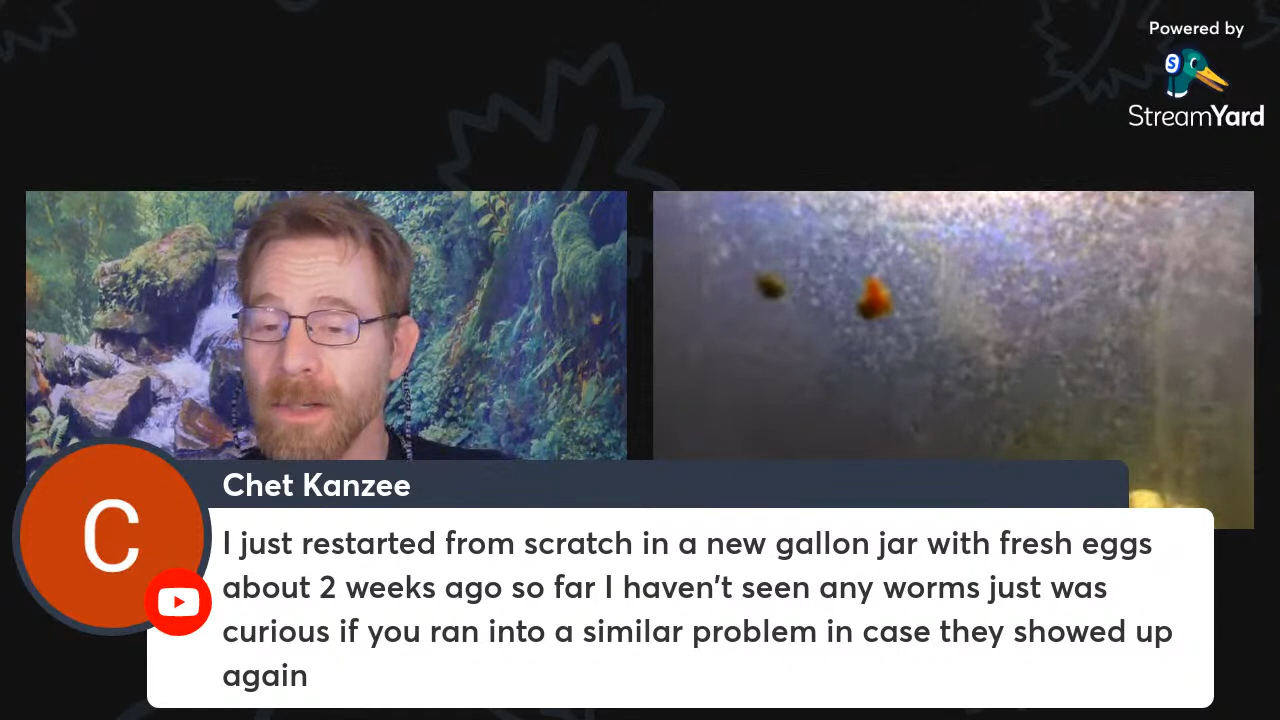 Powered by
S
StreamYard
Chet Kanzee
C
I just restarted from scratch in a new gallon jar with fresh eggs
about 2 weeks ago so far I haven't seen any worms just was
curious if you ran into a similar problem in case they showed up
again